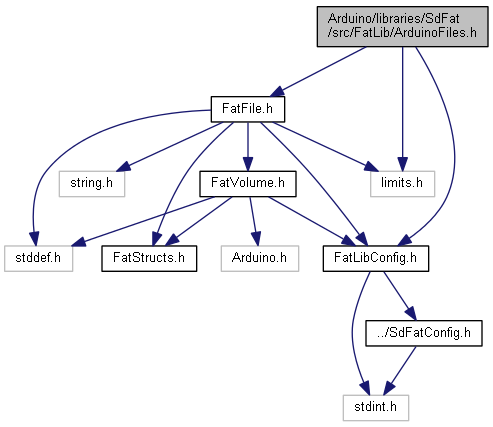 Arduino/libraries/SdFat
/src/FatLib/ArduinoFiles.h
FatFile.h
string.h
FatVolume.h
limits.h
stddef.h
FatStructs.h
Arduino.h
FatLibConfig.h
../SdFatConfig.h
stdint.h